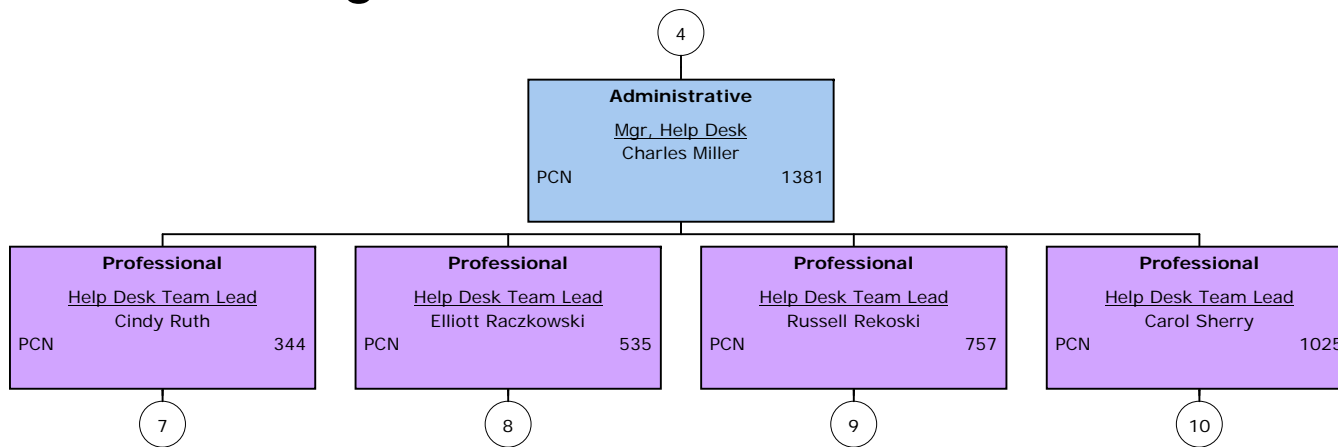 4
Administrative
Mgr, Help Desk
Charles Miller
PCN 1381
Professional
Help Desk Team Lead
Cindy Ruth
PCN 344
7
Professional
Help Desk Team Lead
Elliott Raczkowski
PCN 535
8
Professional
Help Desk Team Lead
Russell Rekoski
PCN 757
9
Professional
Help Desk Team Lead
Carol Sherry
PCN 1025
10